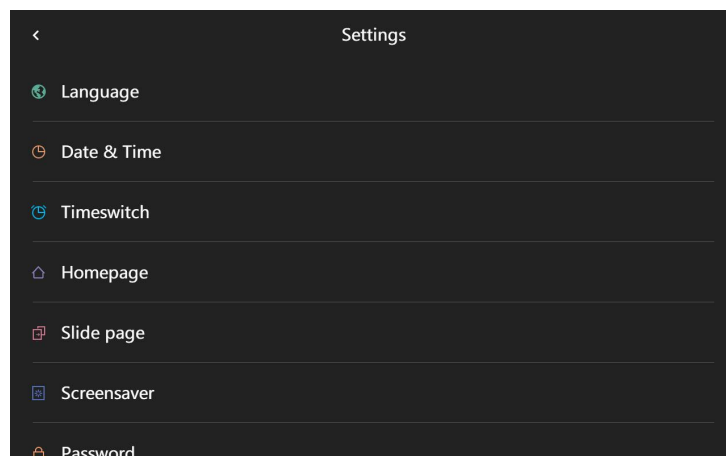 Settings
Language
Date & Time
Timeswitch
Homepage
Slide page
Screensaver
Password